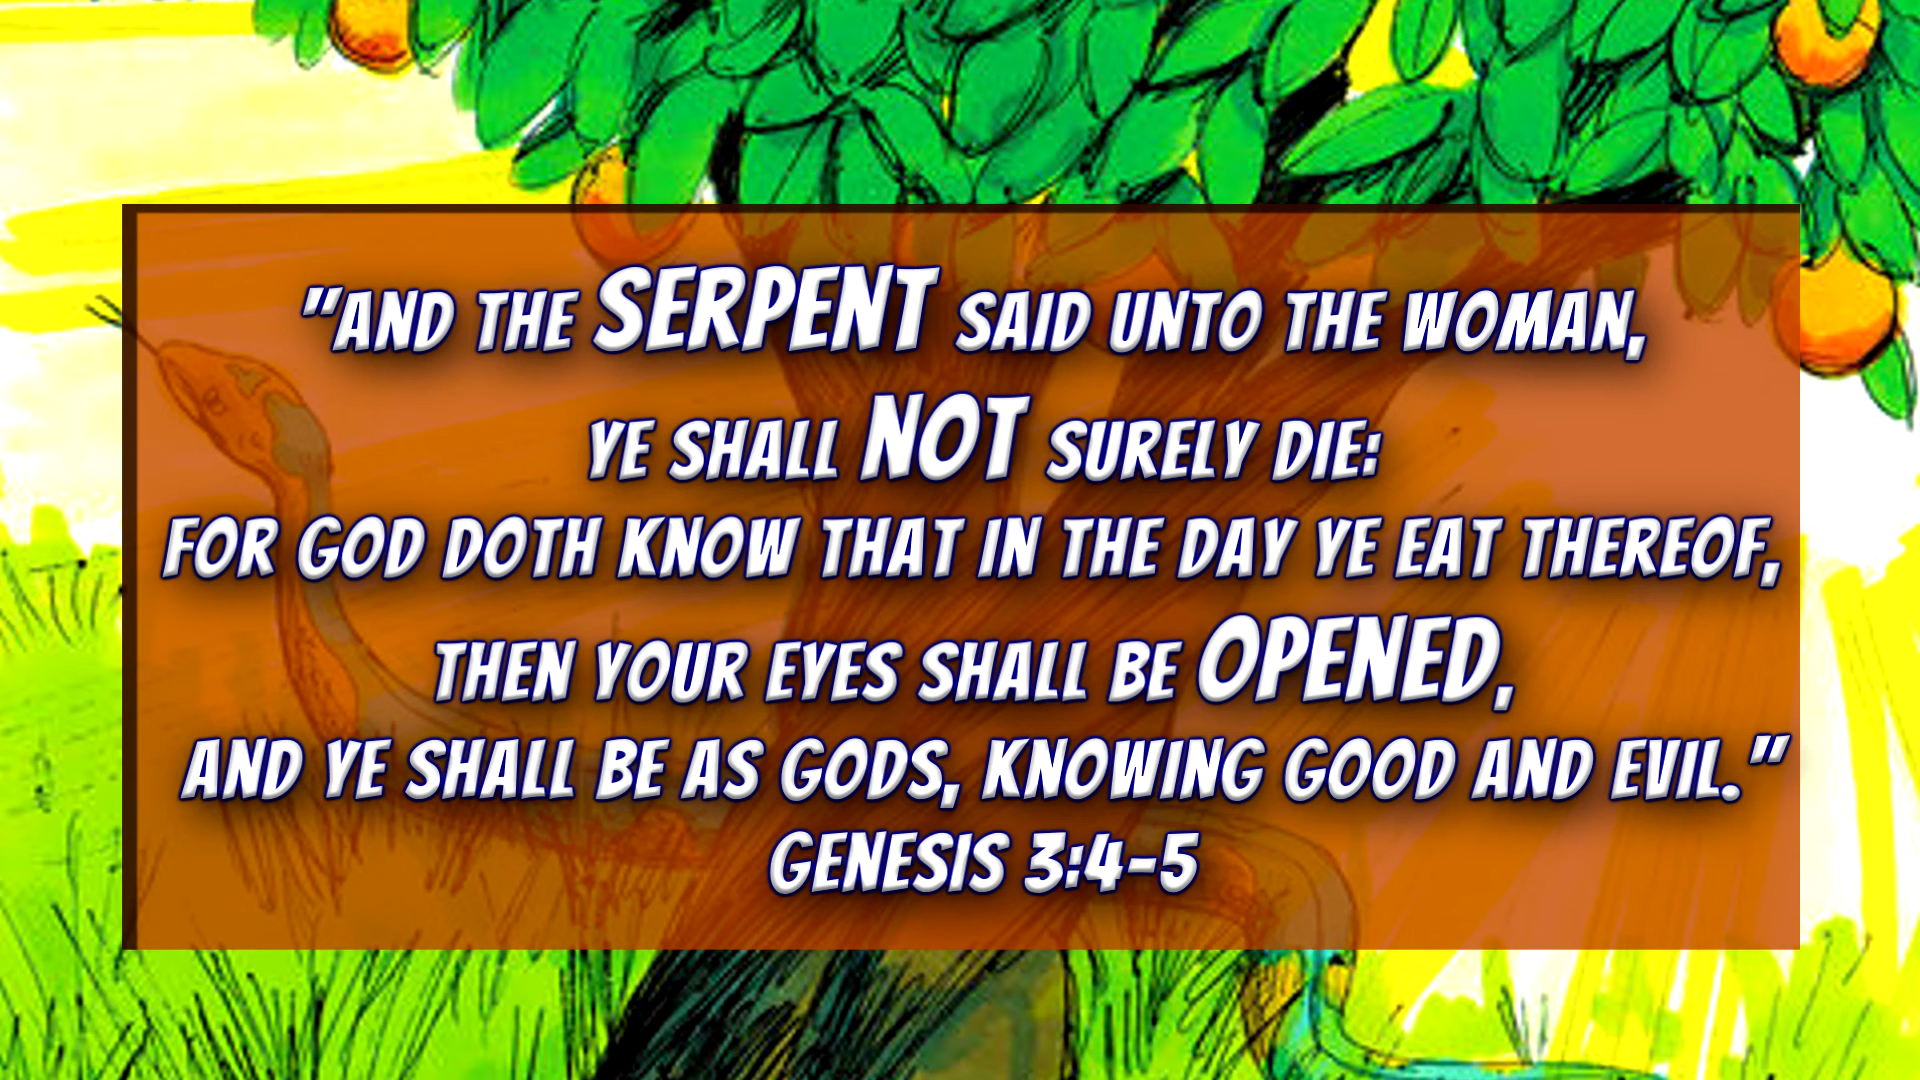 "AND THE SERPENT SAID UNTO THE WOMAN,
YE SHALL NOT SURELY DIE:
FOR GOD DOTH KNOW THAT IN THE DAY YE EAT THEREOF,
THEN YOUR EYES SHALL BE OPENED,
AND YE SHALL BE AS GODS, KNOWING GOOD AND EVIL."
GENESIS 3:4-5